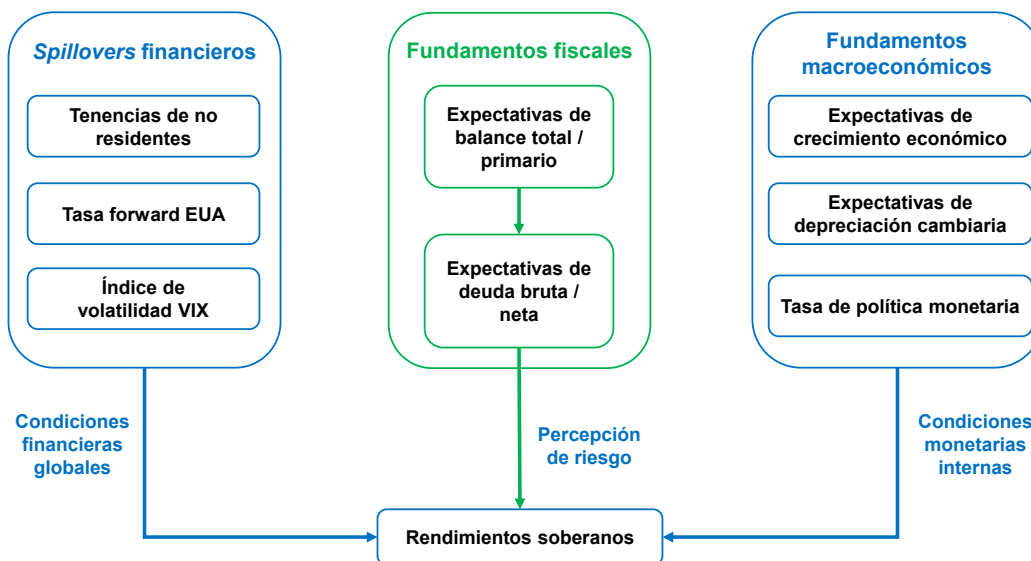 Spillovers financieros
Tenencias de no
residentes
Tasa forward EUA
Índice de
volatilidad VIX
Fundamentos fiscales
Expectativas de
balance total /
primario
Expectativas de
deuda bruta /
neta
Fundamentos
macroeconómicos
Expectativas de
crecimiento económico
Expectativas de
depreciación cambiaria
Tasa de política monetaria
Condiciones
financieras
globales
Percepción
de riesgo
Condiciones
monetarias
internas
Rendimientos soberanos